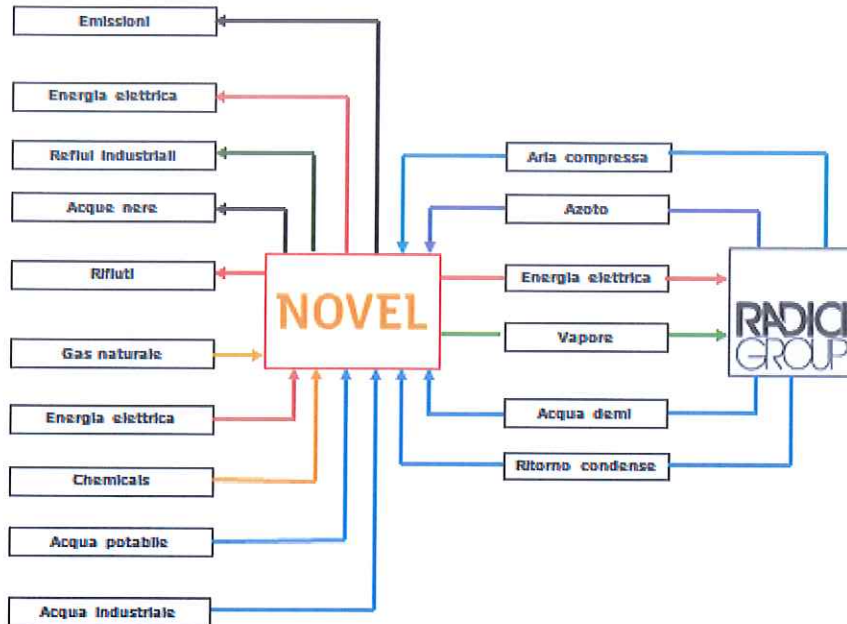 Emissioni
Energia elettrica
Reflui industriali
Acque nere
Rifiuti
Gas naturale
Energia elettrica
Chemicals
Acqua potabile
Acqua industriale
NOVEL
Aria compressa
Azoto
Energia elettrica
Vapore
Acqua demi
Ritorno condense
RADICI
GROUP